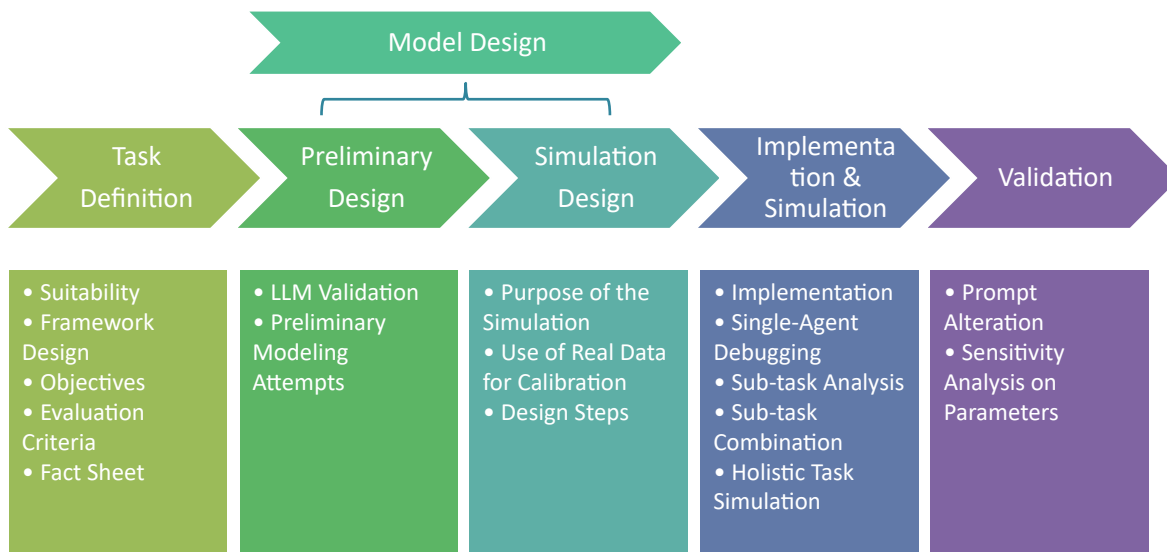 Model Design
Task
Definition
Preliminary
Design
Simulation
Design
Implementa
tion &
Simulation
Validation
• Suitability
• Framework
Design
• Objectives
• Evaluation
Criteria
• Fact Sheet
• LLM Validation
• Preliminary
Modeling
Attempts
• Purpose of the
Simulation
• Use of Real Data
for Calibration
• Design Steps
• Implementation
• Single-Agent
Debugging
• Sub-task Analysis
• Sub-task
Combination
• Holistic Task
Simulation
• Prompt
Alteration
• Sensitivity
Analysis on
Parameters